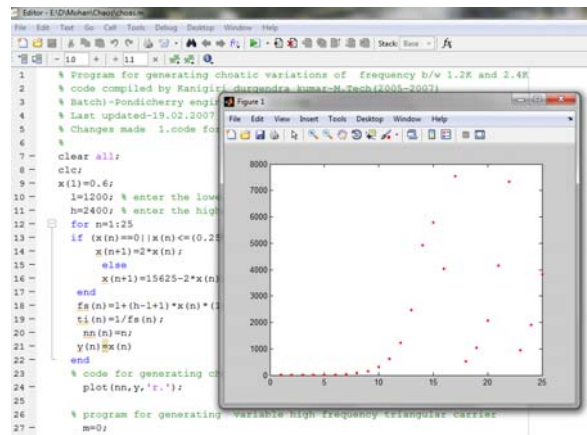 Editor - E:\D\Mohen\Chaos\choas.m
File Edit Text Go Cell Tools Debug Desktop Window Help
Stack: Base
- 1.0 + ÷ 1.1 ×
1 % Program for generating choatic variations of frequency b/w 1.2K and 2.4K
2 % code compiled by Kanigiri durgendra kumar-M.Tech(2005-2007)
3 % Batch)-Pondicherry engin
4 % Last updated-19.02.2007
5 % Changes made 1.code for
6 %
7 - clear all;
8 - clc;
9 - x(1)=0.6;
10 - l=1200; % enter the lowe
11 - h=2400; % enter the high
12 - for n=1:25
13 - if (x(n)==0||x(n)<=(0.25
14 - x(n+1)=2*x(n);
15 - else
16 - x(n+1)=15625-2*x(n)
17 - end
18 - fs(n)=l+(h-l+1)*x(n)*(1
19 - ti(n)=1/fs(n);
20 - nn(n)=n;
21 - y(n)=x(n)
22 - end
23 % code for generating ch
24 - plot(nn,y,'r.');
25
26 % program for generating variable high frequency triangular carrier
27 - m=0;
Figure 1
File Edit View Insert Tools Desktop Window Help
8000
7000
6000
5000
4000
3000
2000
1000
0
0 5 10 15 20 25